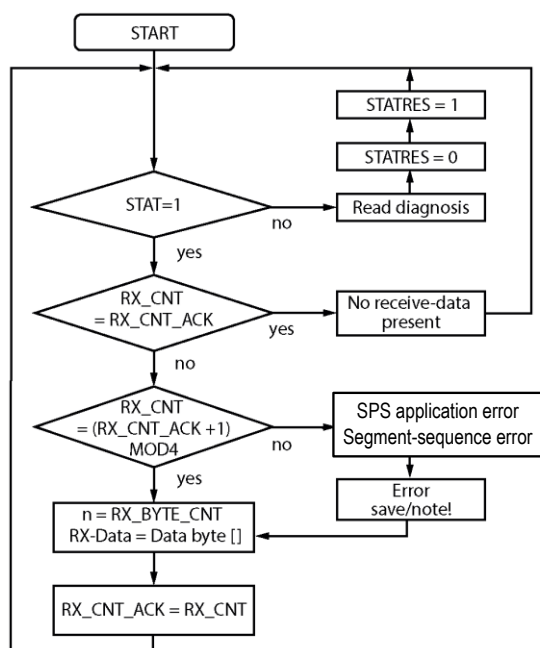 START
STATRES = 1
STATRES = 0
STAT=1
no
Read diagnosis
yes
RX_CNT
= RX_CNT_ACK
yes
No receive-data
present
no
RX_CNT
= (RX_CNT_ACK +1)
MOD4
no
SPS application error
Segment-sequence error
yes
Error
save/note!
n = RX_BYTE_CNT
RX-Data = Data byte []
RX_CNT_ACK = RX_CNT